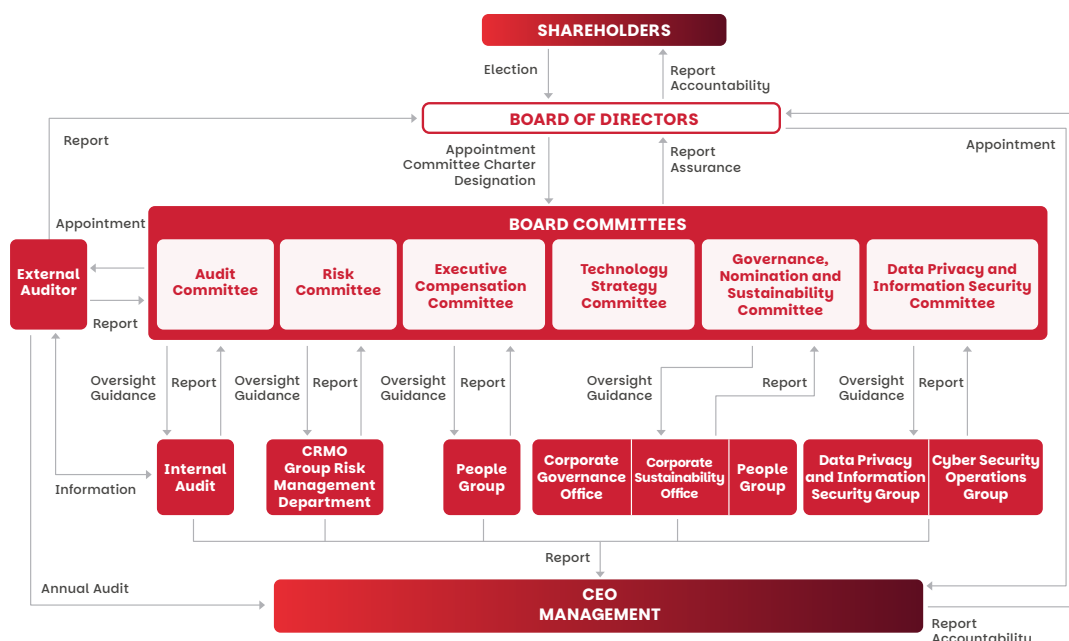 SHAREHOLDERS
Election
Report
Accountability
BOARD OF DIRECTORS
Report
Appointment
Appointment
Committee Charter
Designation
Report
Assurance
Appointment
BOARD COMMITTEES
External
Auditor
Audit
Committee
Risk
Committee
Executive
Compensation
Committee
Technology
Strategy
Committee
Governance,
Nomination and
Sustainability
Committee
Data Privacy and
Information Security
Committee
Report
Oversight
Guidance
Report
Oversight
Guidance
Report
Oversight
Guidance
Report
Oversight
Guidance
Report
Oversight
Guidance
Report
Internal
Audit
CRMO
Group Risk
Management
Department
People
Group
Corporate
Governance
Office
Corporate
Sustainability
Office
People
Group
Data Privacy
and Information
Security Group
Cyber Security
Operations
Group
Information
Report
Annual Audit
CEO
MANAGEMENT
Report
Accountability